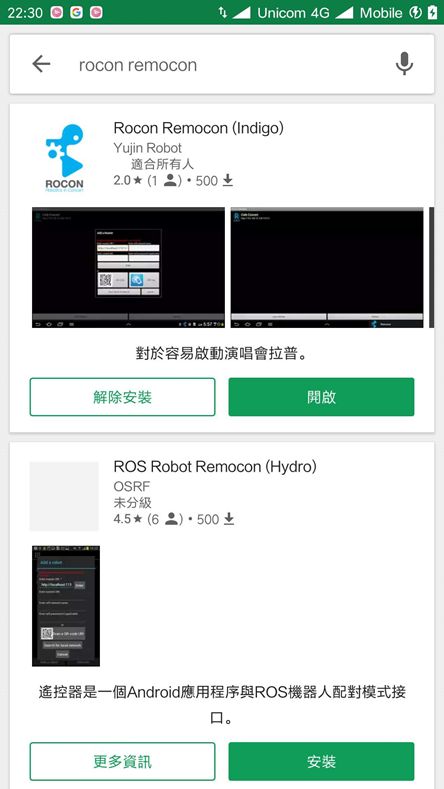 22:30 Unicom 4G Mobile
rocon remocon
Rocon Remocon (Indigo)
Yujin Robot
適合所有人
2.0★ (1) • 500
ROCON
對於容易啟動演唱會拉普。
解除安裝 開啟
ROS Robot Remocon (Hydro)
OSRF
未分級
4.5★ (6) • 500
Add a robot
遙控器是一個Android應用程序與ROS機器人配對模式接
口。
更多資訊 安裝